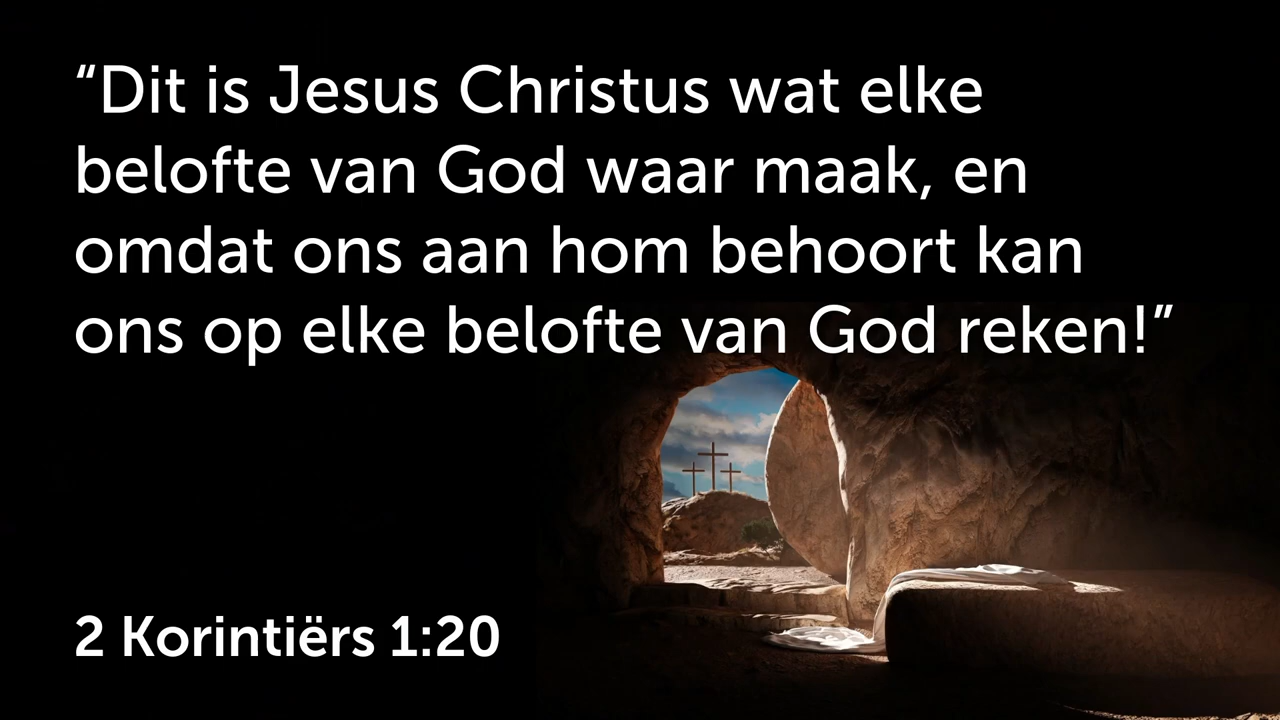 “Dit is Jesus Christus wat elke
belofte van God waar maak, en
omdat ons aan hom behoort kan
ons op elke belofte van God reken!”
2 Korintiërs 1:20